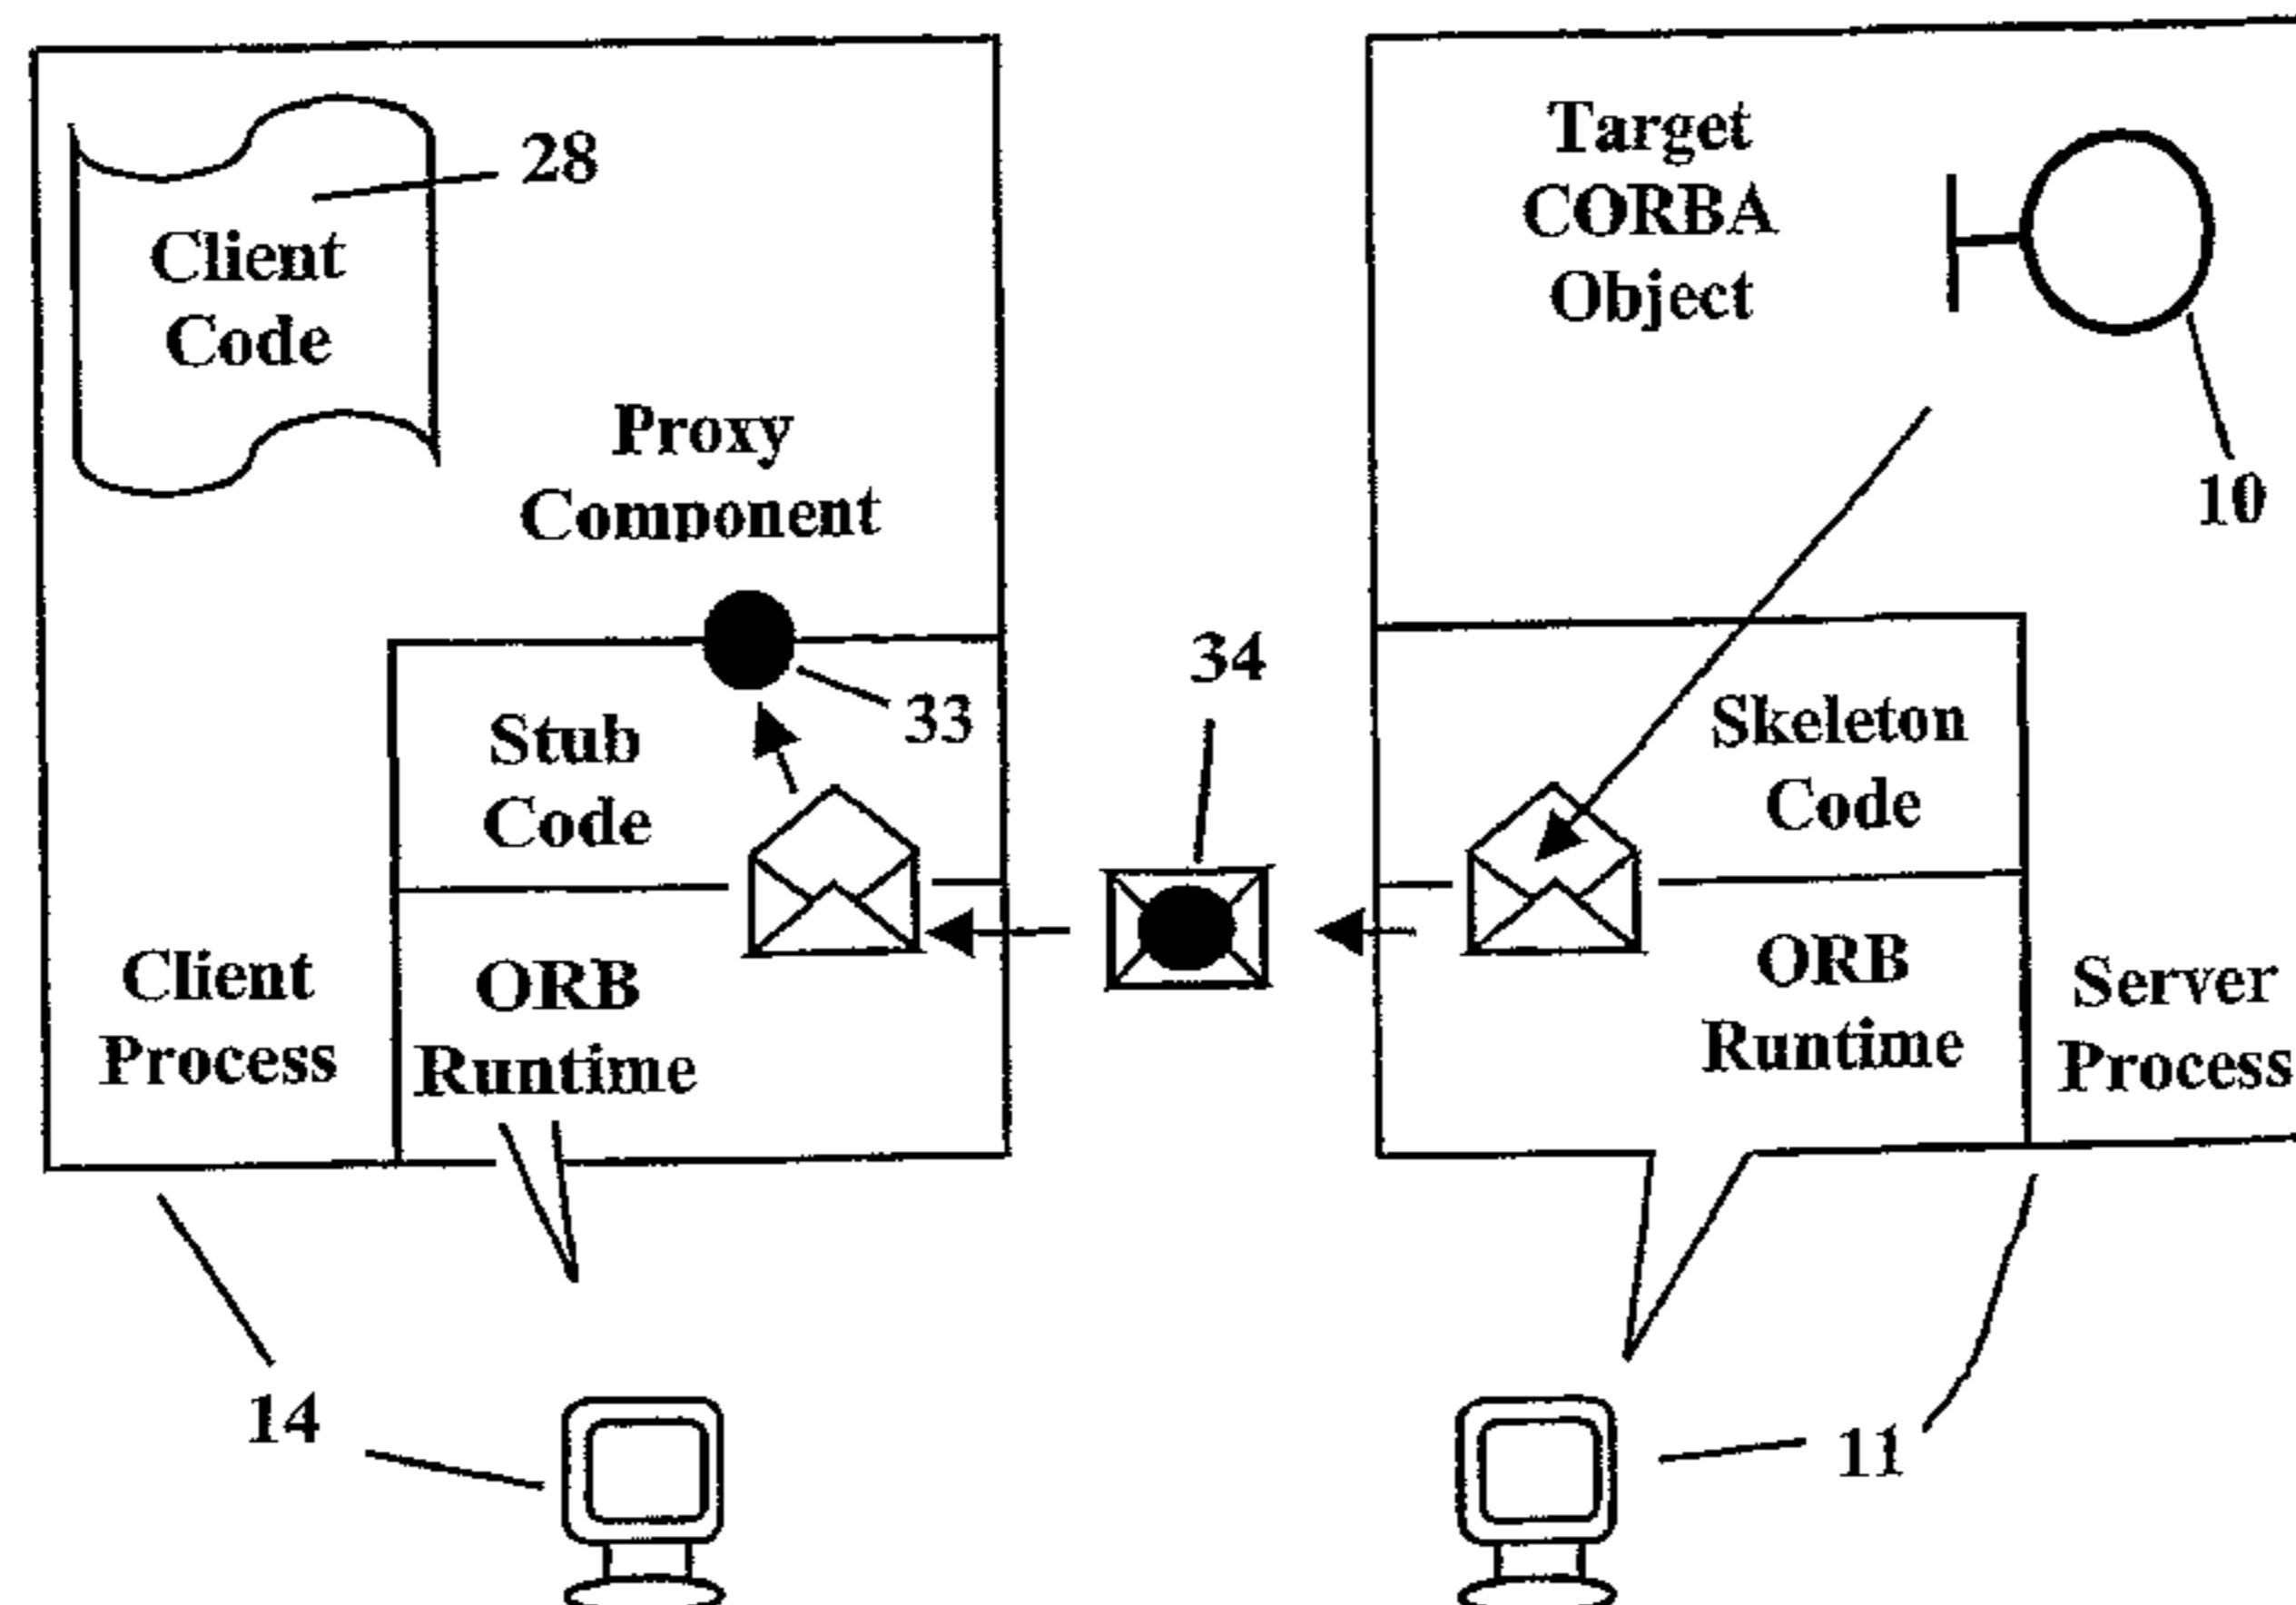 28
Client
Code
Proxy
Component
33
Stub
Code
ORB
Runtime
Client
Process
14
34
Target
CORBA
Object
10
Skeleton
Code
ORB
Runtime
Server
Process
11